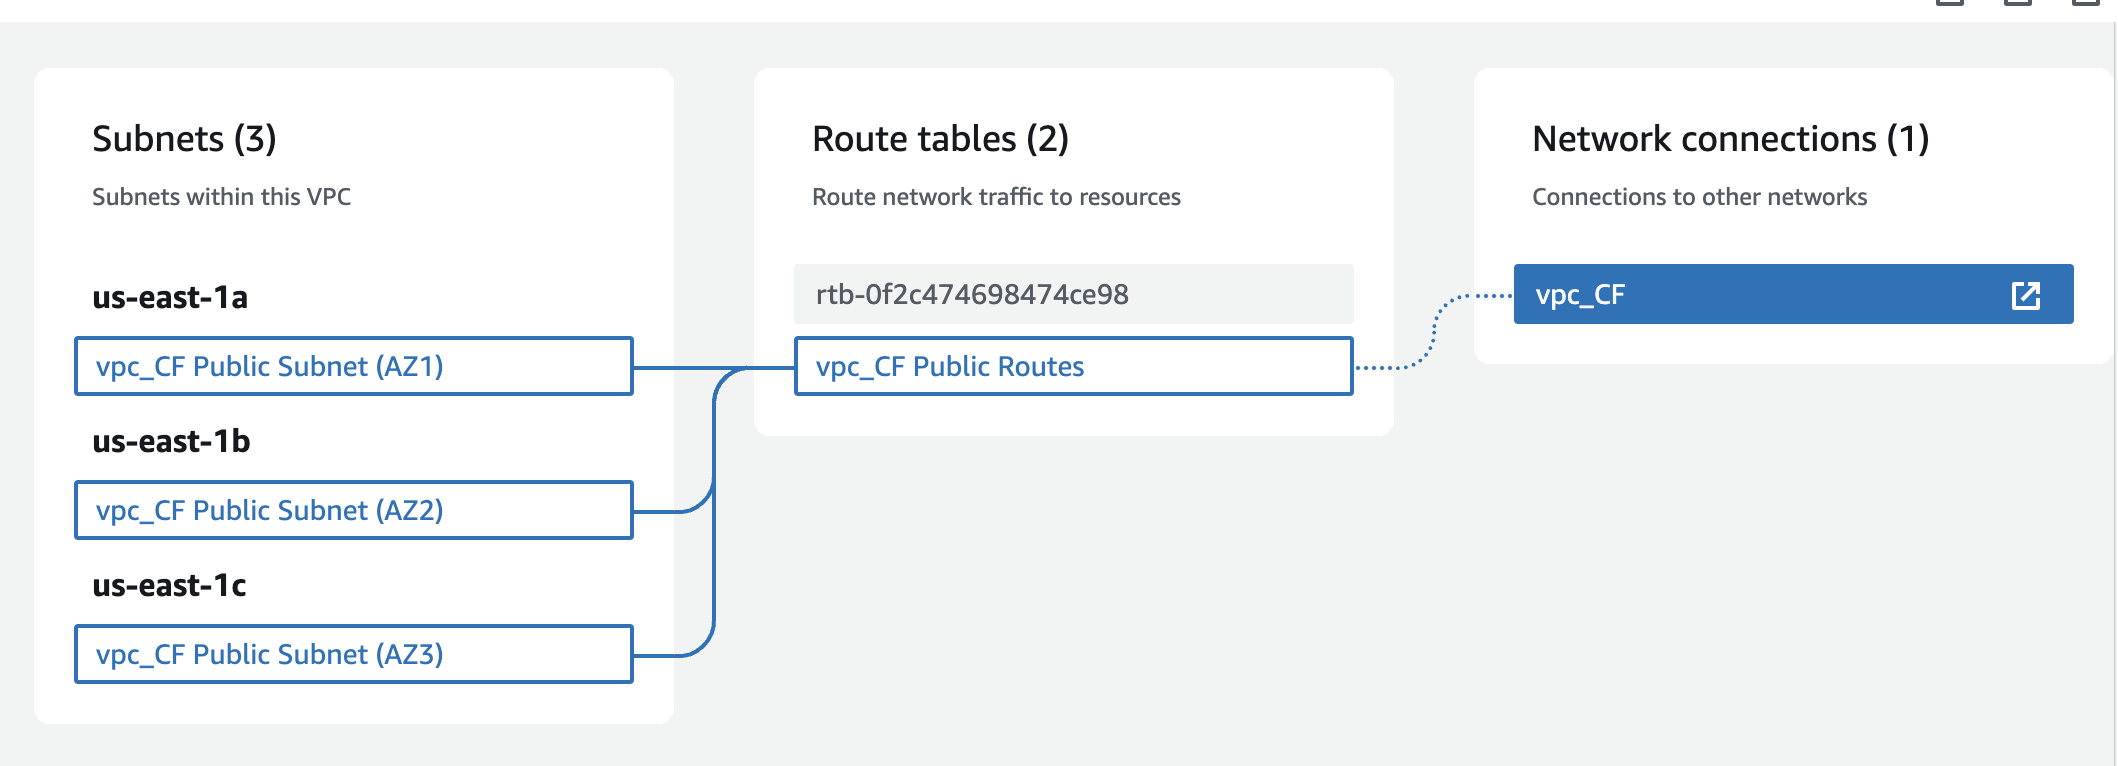 Subnets (3)
Subnets within this VPC
us-east-1a
vpc_CF Public Subnet (AZ1)
us-east-1b
vpc_CF Public Subnet (AZ2)
us-east-1c
vpc_CF Public Subnet (AZ3)
Route tables (2)
Route network traffic to resources
rtb-0f2c474698474ce98
vpc_CF Public Routes
Network connections (1)
Connections to other networks
vpc_CF